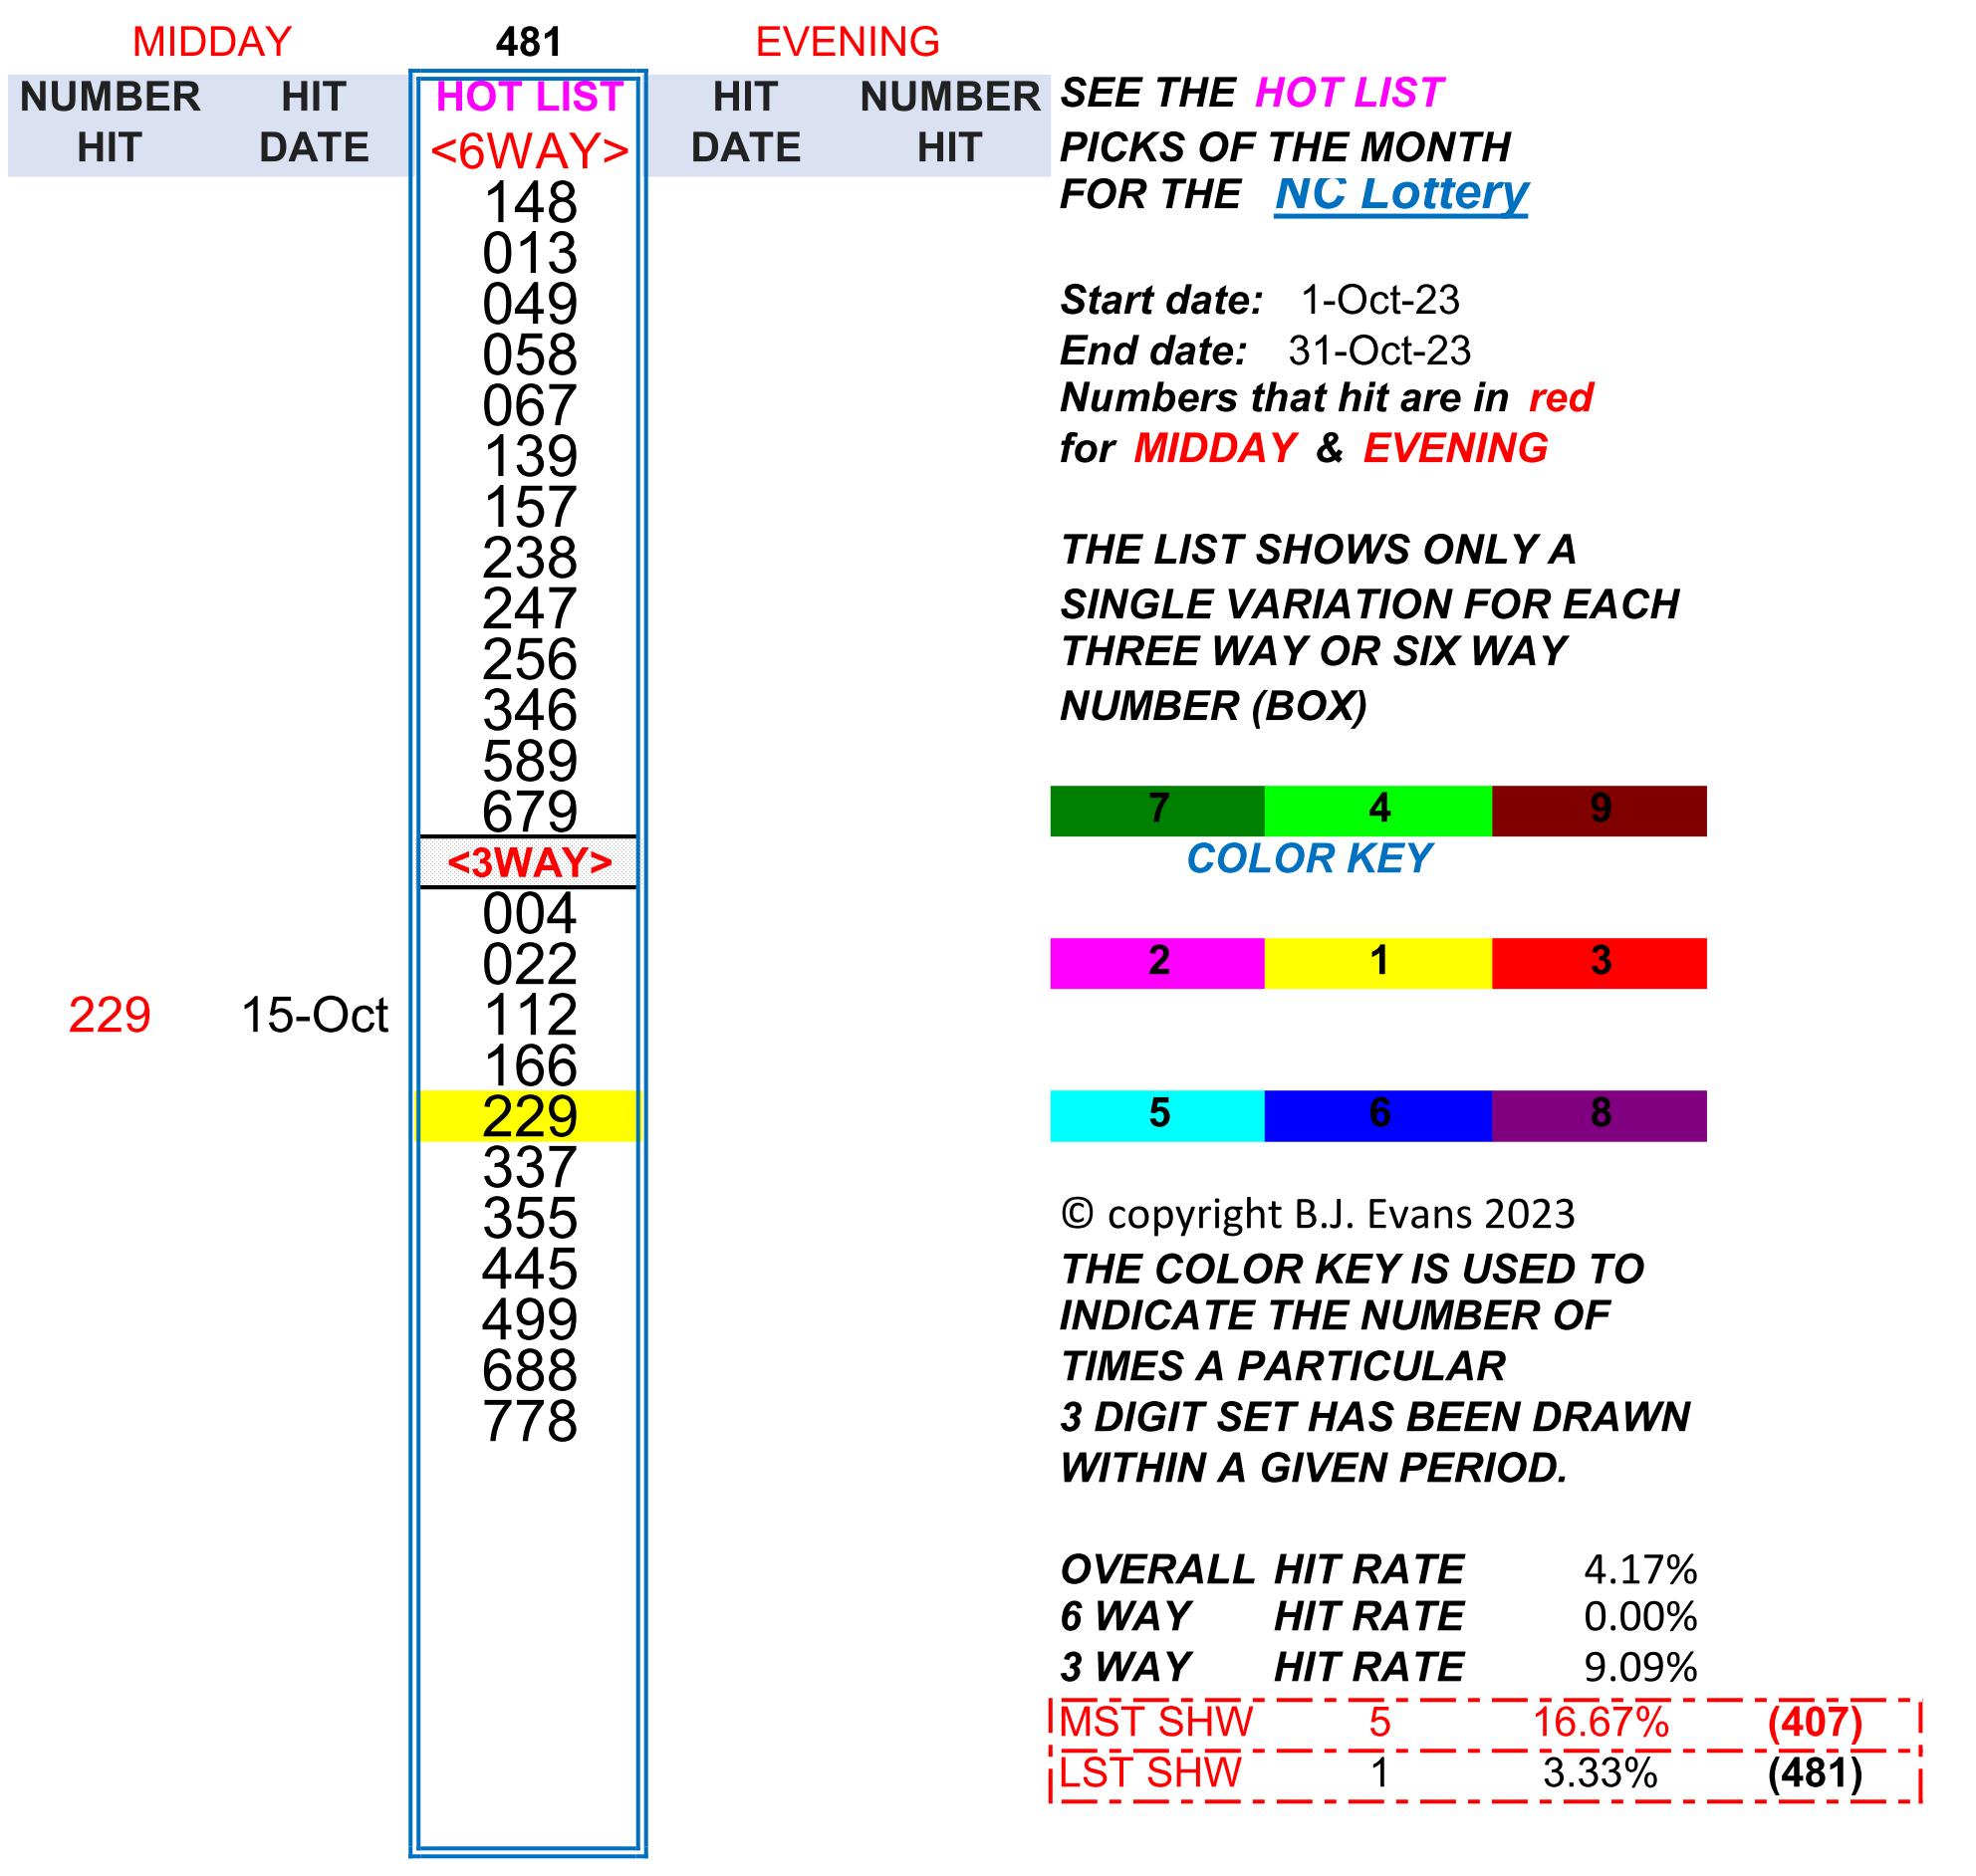 MIDDAY 481 EVENING
NUMBER HIT HOT LIST HIT NUMBER
HIT DATE <6WAY> DATE HIT
148
013
049
058
067
139
157
238
247
256
346
589
679
<3WAY>
004
022
229 15-Oct 112
166
229
337
355
445
499
688
778
SEE THE HOT LIST
PICKS OF THE MONTH
FOR THE NC Lottery
Start date: 1-Oct-23
End date: 31-Oct-23
Numbers that hit are in red
for MIDDAY & EVENING
THE LIST SHOWS ONLY A
SINGLE VARIATION FOR EACH
THREE WAY OR SIX WAY
NUMBER (BOX)
7 4 9
COLOR KEY
2 1 3
5 6 8
© copyright B.J. Evans 2023
THE COLOR KEY IS USED TO
INDICATE THE NUMBER OF
TIMES A PARTICULAR
3 DIGIT SET HAS BEEN DRAWN
WITHIN A GIVEN PERIOD.
OVERALL HIT RATE 4.17%
6 WAY HIT RATE 0.00%
3 WAY HIT RATE 9.09%
MST SHW 5 16.67% (407)
LST SHW 1 3.33% (481)